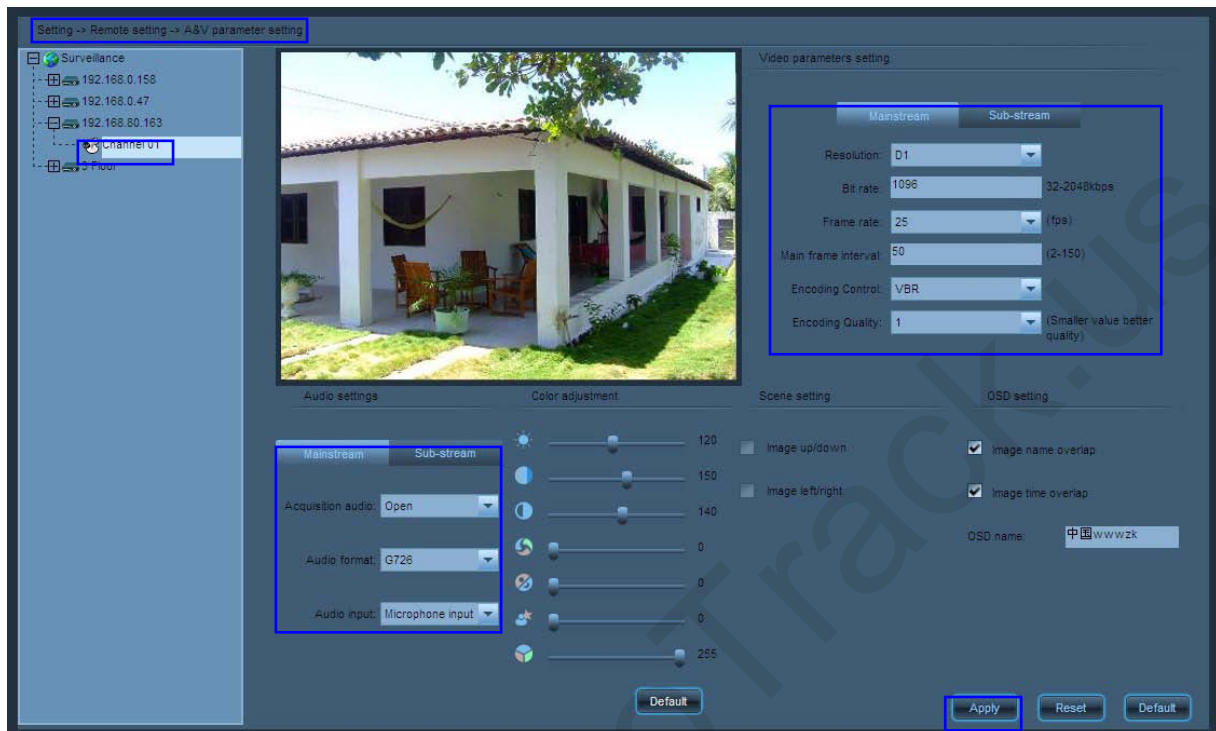 Setting -> Remote setting -> A&V parameter setting
Surveillance
192.168.0.158
192.168.0.47
192.168.80.163
Channel 01
3 Floor
Video parameters setting
Mainstream Sub-stream
Resolution: D1
Bit rate: 1096 32-2048kbps
Frame rate: 25 (fps)
Main frame interval: 50 (2-150)
Encoding Control: VBR
Encoding Quality: 1 (Smaller value better
quality)
Audio settings
Mainstream Sub-stream
Acquisition audio: Open
Audio format: G726
Audio input: Microphone input
Color adjustment
120
150
140
0
0
0
255
Default
Scene setting
Image up/down
Image left/right
OSD setting
Image name overlap
Image time overlap
OSD name: 中国wwwzk
Apply Reset Default
Track.us